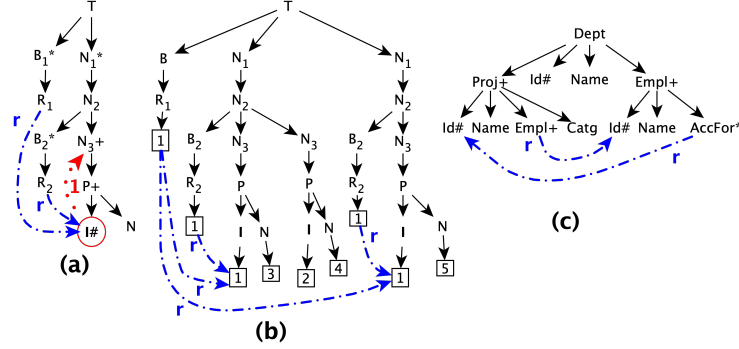 T
B1* N1*
R1 N2
r
B2* N3+
R2 1 P+
r
I# N
(a)
T
B N1 N1
R1 N2 N2
1 B2 N3 N3 B2 N3
R2 P P R2 P
1 I N I N 1 I N
r r
1 3 2 4 1 5
r
r
(b)
Dept
Proj+ Id# Name Empl+
Id# Name Empl+ Catg Id# Name AccFor*
r r
(c)